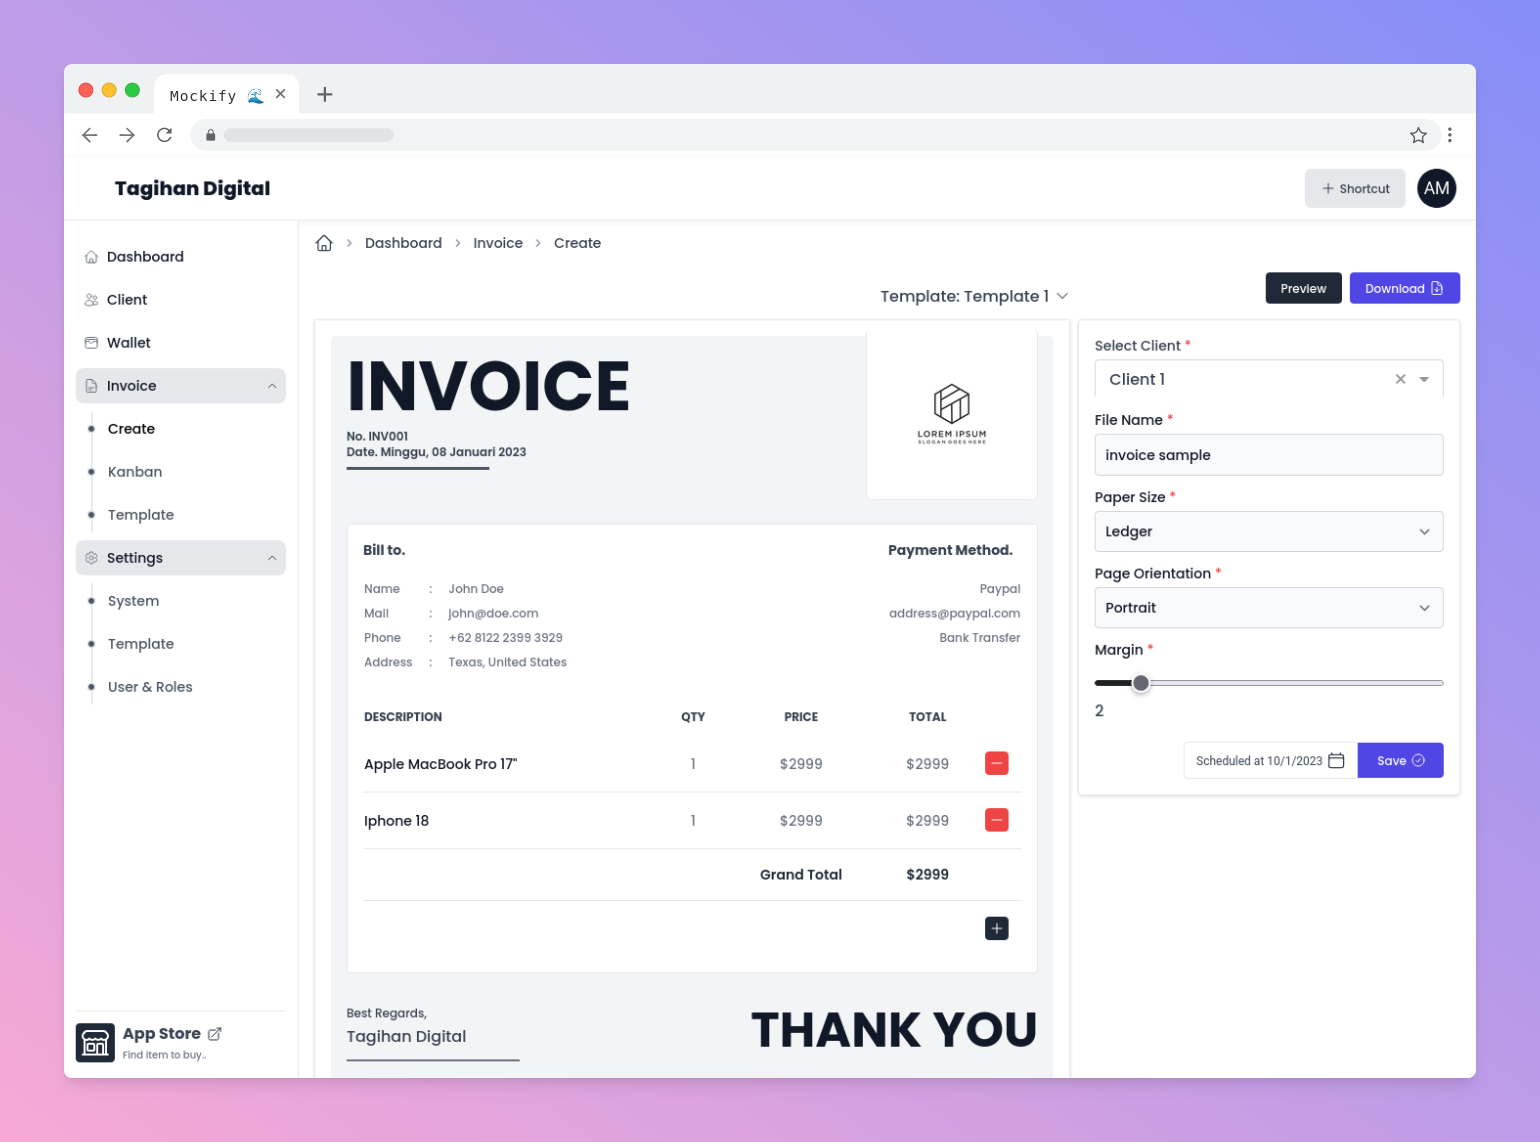 Mockify 🌊
Tagihan Digital
Shortcut
AM
Dashboard
Client
Wallet
Invoice
Create
Kanban
Template
Settings
System
Template
User & Roles
App Store
Find item to buy..
Dashboard > Invoice > Create
Template: Template 1
Preview
Download
INVOICE
No. INV001
Date. Minggu, 08 Januari 2023
LOREM IPSUM
SLOGAN GOES HERE
Bill to.
Payment Method.
Name : John Doe
Paypal
Mail : john@doe.com
address@paypal.com
Phone : +62 8122 2399 3929
Bank Transfer
Address : Texas, United States
DESCRIPTION QTY PRICE TOTAL
Apple MacBook Pro 17" 1 $2999 $2999
Iphone 18 1 $2999 $2999
Grand Total $2999
Best Regards,
Tagihan Digital
THANK YOU
Select Client *
Client 1
File Name *
invoice sample
Paper Size *
Ledger
Page Orientation *
Portrait
Margin *
2
Scheduled at 10/1/2023
Save